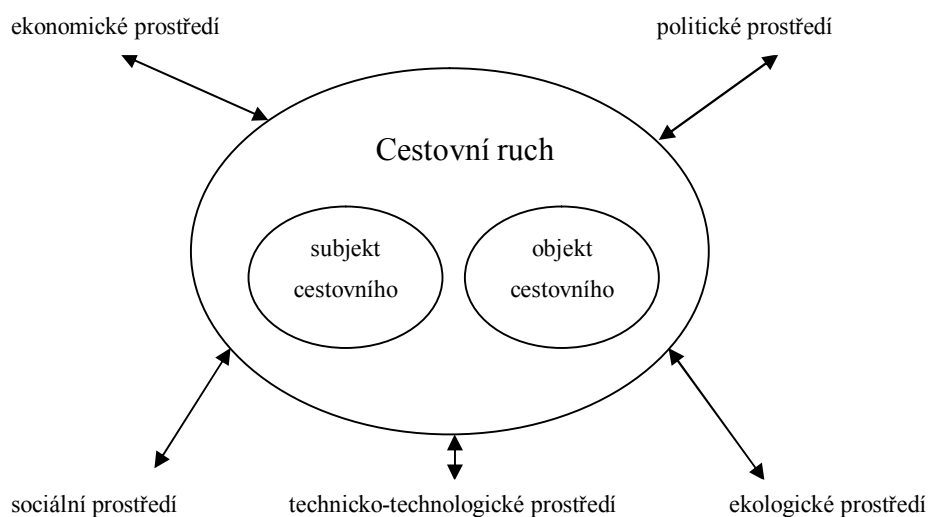 ekonomické prostředí
politické prostředí
Cestovní ruch
subjekt
cestovního
objekt
cestovního
sociální prostředí
technicko-technologické prostředí
ekologické prostředí